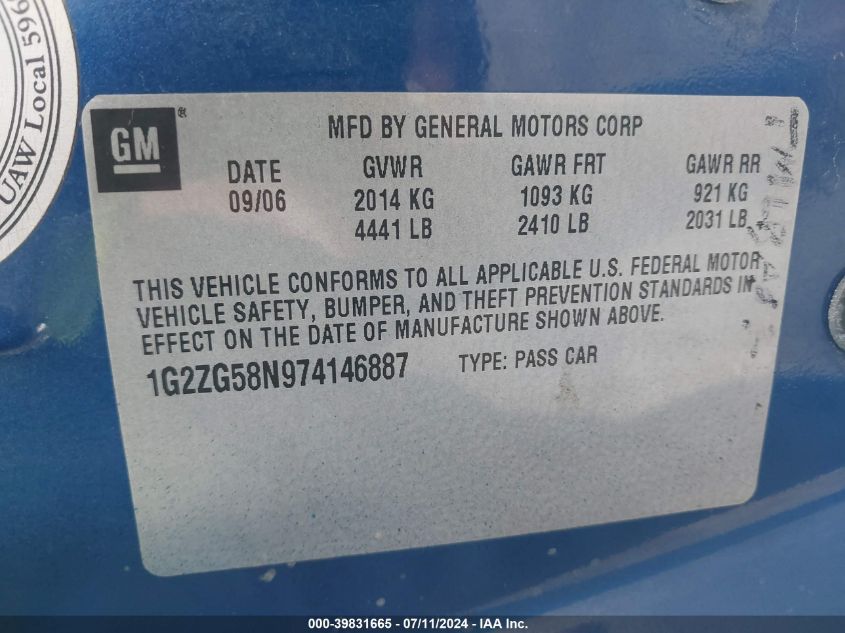 UAW Local 596
GM ®
MFD BY GENERAL MOTORS CORP
DATE GVWR GAWR FRT GAWR RR
09/06 2014 KG 1093 KG 921 KG
4441 LB 2410 LB 2031 LB
THIS VEHICLE CONFORMS TO ALL APPLICABLE U.S. FEDERAL MOTOR
VEHICLE SAFETY, BUMPER, AND THEFT PREVENTION STANDARDS IN
EFFECT ON THE DATE OF MANUFACTURE SHOWN ABOVE.
1G2ZG58N974146887 TYPE: PASS CAR
000-39831665 / 07/11/2024 - IAA Inc.